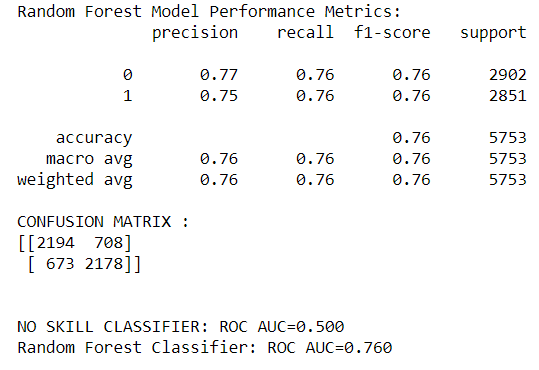 Random Forest Model Performance Metrics:
precision recall f1-score support
0 0.77 0.76 0.76 2902
1 0.75 0.76 0.76 2851
accuracy 0.76 5753
macro avg 0.76 0.76 0.76 5753
weighted avg 0.76 0.76 0.76 5753
CONFUSION MATRIX :
[[2194 708]
[ 673 2178]]
NO SKILL CLASSIFIER: ROC AUC=0.500
Random Forest Classifier: ROC AUC=0.760